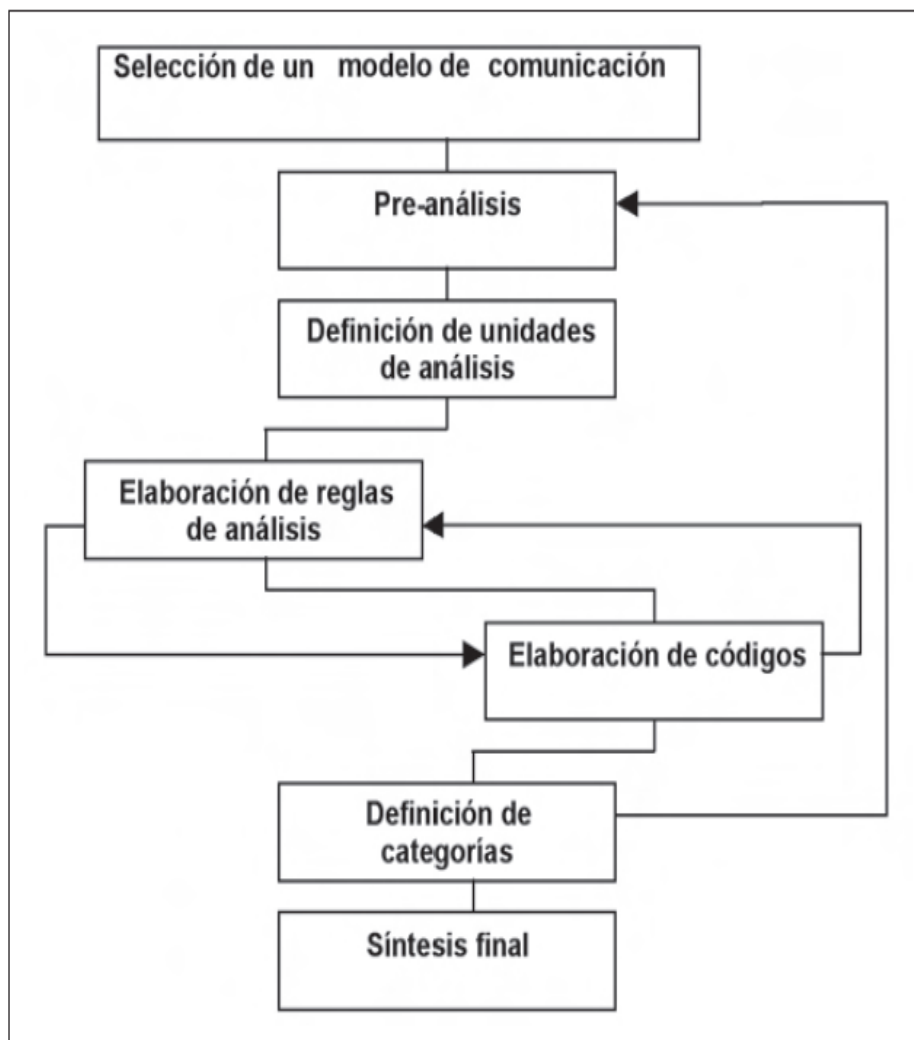 Selección de un modelo de comunicación
Pre-análisis
Definición de unidades
de análisis
Elaboración de reglas
de análisis
Elaboración de códigos
Definición de
categorías
Síntesis final